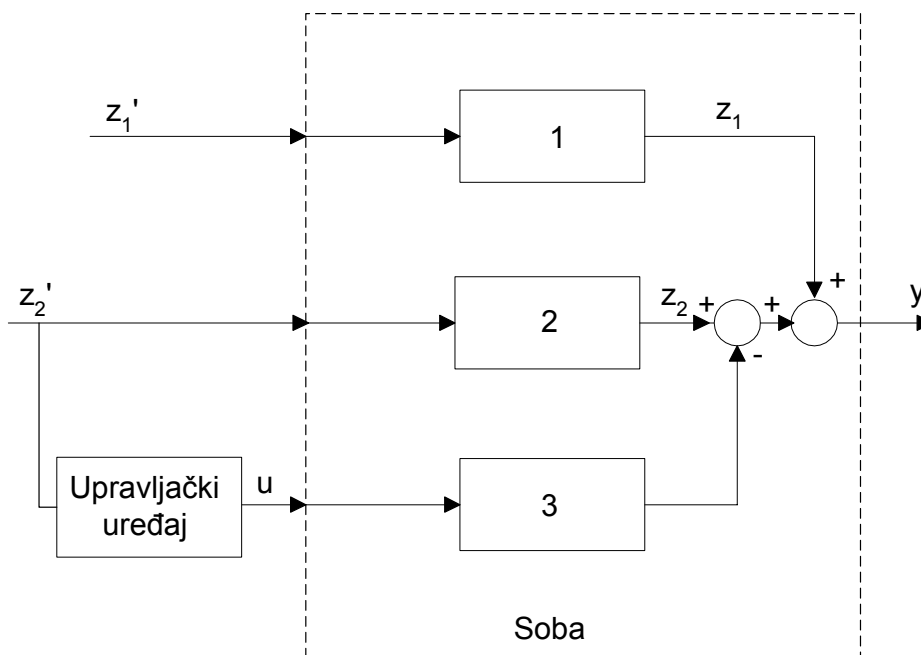 z₁'
1
z₁
+
z₂'
2
z₂
+
+
y
-
Upravljački
uređaj
u
3
Soba